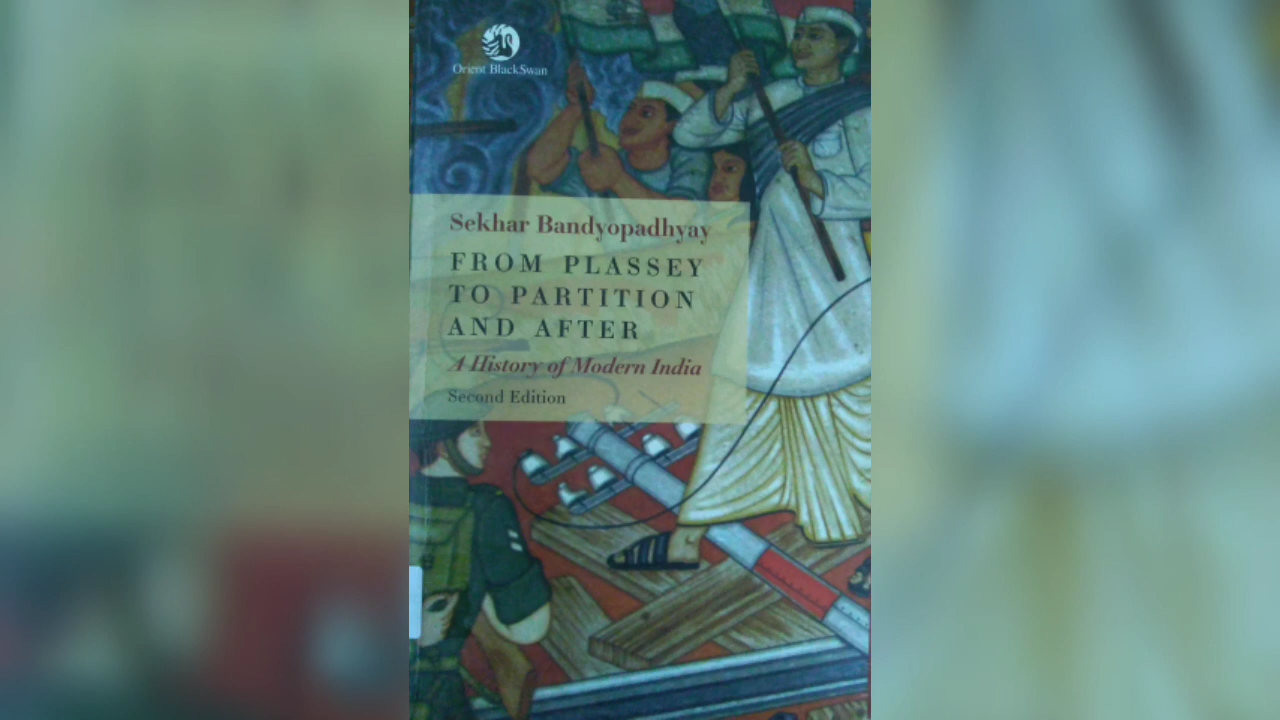 Orient BlackSwan
Sekhar Bandyopadhyay
FROM PLASSEY
TO PARTITION
AND AFTER
A History of Modern India
Second Edition